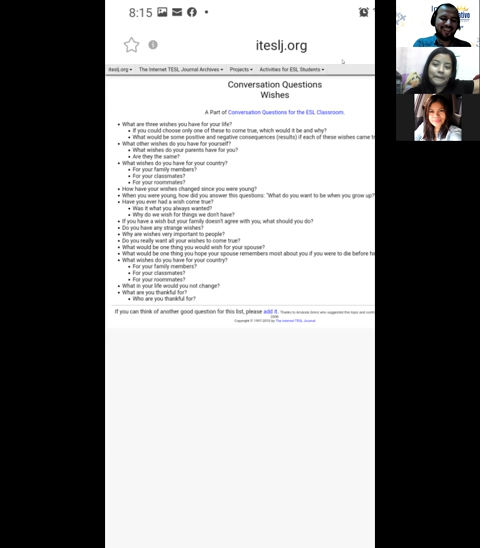 8:15
iteslj.org
iteslj.org
The Internet TESL Journal Archives
Projects
Activities for ESL Students
Conversation Questions
Wishes
A Part of Conversation Questions for the ESL Classroom.
What are three wishes you have for your life?
If you could choose only one of these to come true, which would it be and why?
What would be some positive and negative consequences (results) if each of these wishes came tr
What other wishes do you have for yourself?
What wishes do your parents have for you?
Are they the same?
What wishes do you have for your country?
For your family members?
For your classmates?
For your roommates?
How have your wishes changed since you were young?
When you were young, how did you answer this questions: "What do you want to be when you grow up?
Have you ever had a wish come true?
Was it what you always wanted?
Why do we wish for things we don't have?
If you have a wish but your family doesn't agree with you, what should you do?
Do you have any strange wishes?
Why are wishes very important to people?
Do you really want all your wishes to come true?
What would be one thing you would wish for your spouse?
What would be one thing you hope your spouse remembers most about you if you were to die before
What wishes do you have for your country?
For your family members?
For your classmates?
For your roommates?
What in your life would you not change?
What are you thankful for?
Who are you thankful for?
If you can think of another good question for this list, please add it. Thanks to
Copyright © 1997-2010 by The Internet TESL Journal